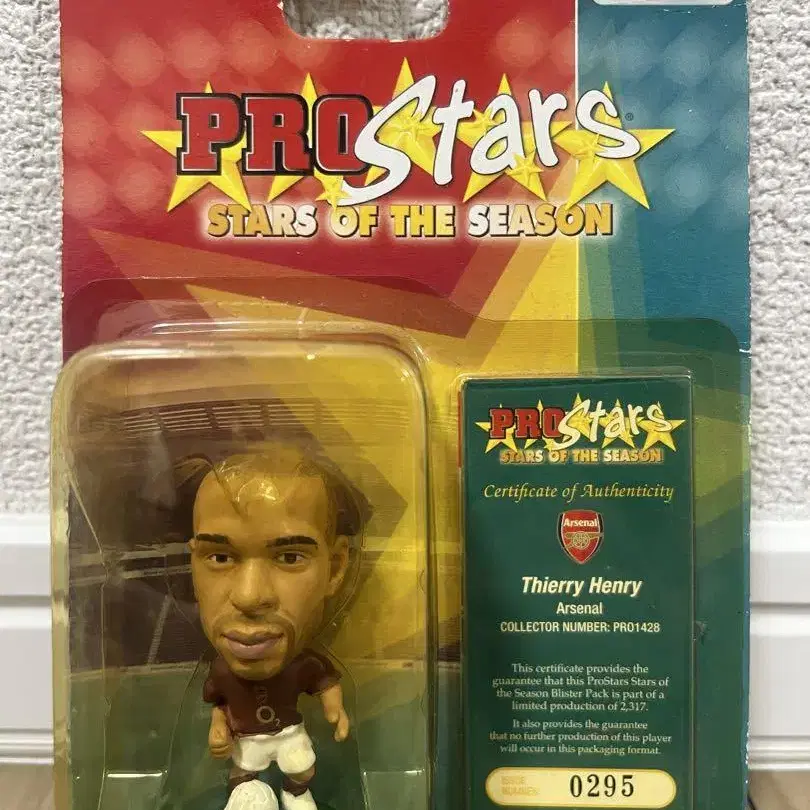 PROStars
STARS OF THE SEASON
PROStars
STARS OF THE SEASON
Certificate of Authenticity
Arsenal
Thierry Henry
Arsenal
COLLECTOR NUMBER: PRO1428
This certificate provides the
guarantee that this ProStars Stars of
the Season Blister Pack is part of a
limited production of 2,317.
It also provides the guarantee
that no further production of this player
will occur in this packaging format.
NUMBER: 0295
O2